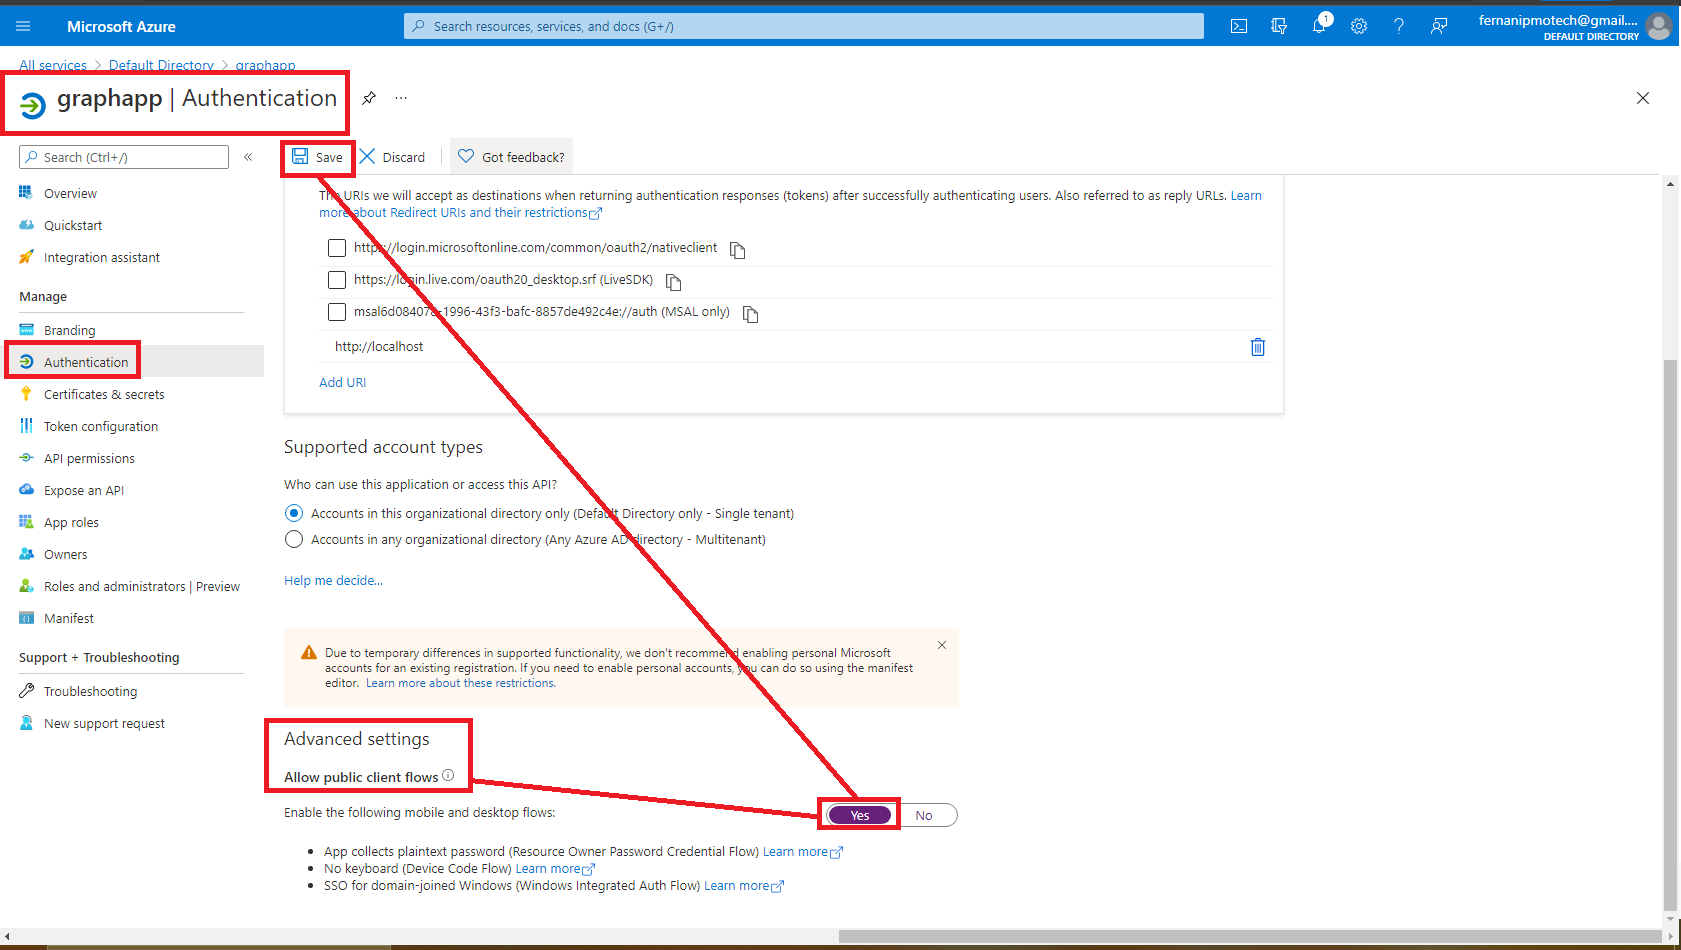 Microsoft Azure
Search resources, services, and docs (G+/)
1
fernanipmotech@gmail....
DEFAULT DIRECTORY
All services > Default Directory > graphapp
graphapp | Authentication
Search (Ctrl+/)
Save
Discard
Got feedback?
Overview
Quickstart
Integration assistant
Manage
Branding
Authentication
Certificates & secrets
Token configuration
API permissions
Expose an API
App roles
Owners
Roles and administrators | Preview
Manifest
Support + Troubleshooting
Troubleshooting
New support request
The URIs we will accept as destinations when returning authentication responses (tokens) after successfully authenticating users. Also referred to as reply URLs. Learn
more about Redirect URIs and their restrictions
https://login.microsoftonline.com/common/oauth2/nativeclient
https://login.live.com/oauth20_desktop.srf (LiveSDK)
msal6d08407a-1996-43f3-bafc-8857de492c4e://auth (MSAL only)
http://localhost
Add URI
Supported account types
Who can use this application or access this API?
Accounts in this organizational directory only (Default Directory only - Single tenant)
Accounts in any organizational directory (Any Azure AD directory - Multitenant)
Help me decide...
Due to temporary differences in supported functionality, we don't recommend enabling personal Microsoft
accounts for an existing registration. If you need to enable personal accounts, you can do so using the manifest
editor. Learn more about these restrictions.
Advanced settings
Allow public client flows
Enable the following mobile and desktop flows:
Yes
No
• App collects plaintext password (Resource Owner Password Credential Flow) Learn more
• No keyboard (Device Code Flow) Learn more
• SSO for domain-joined Windows (Windows Integrated Auth Flow) Learn more